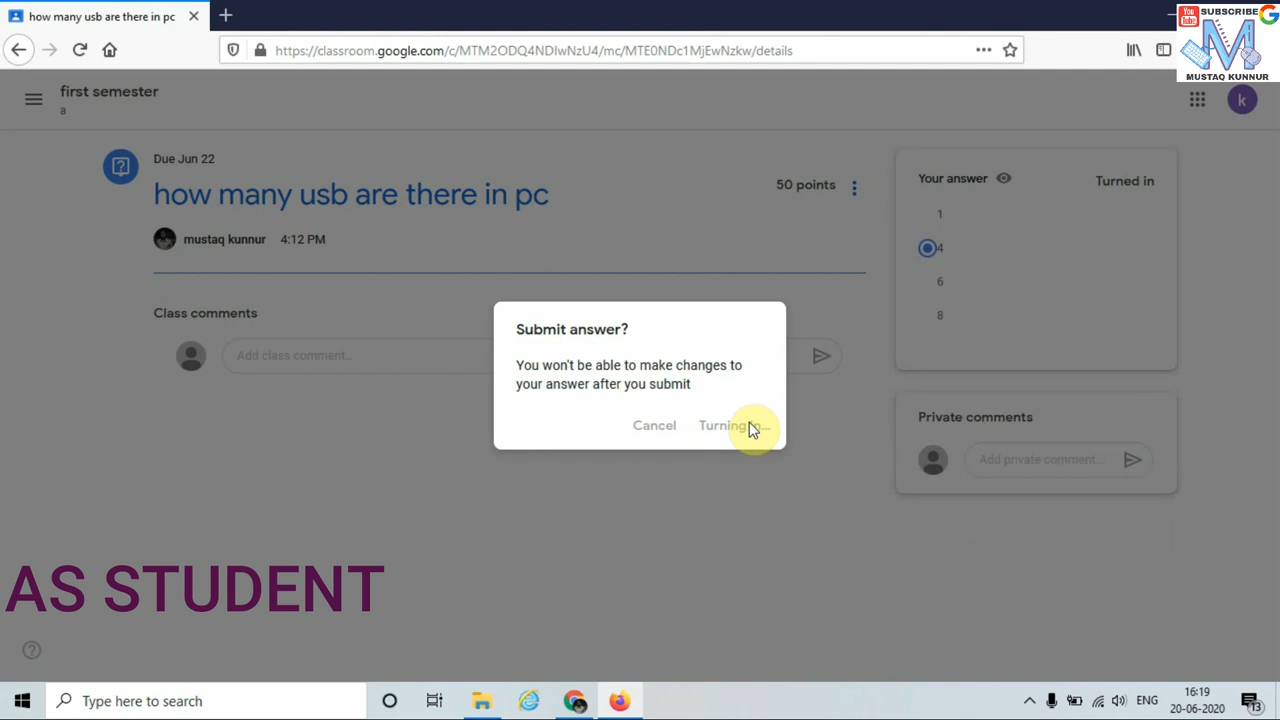 how many usb are there in pc
You Tube
SUBSCRIBE
MUSTAQ KUNNUR
https://classroom.google.com/c/MTM2ODQ4NDIwNzU4/mc/MTE0NDc1MjEwNzkw/details
first semester
a
k
Due Jun 22
how many usb are there in pc
50 points
mustaq kunnur 4:12 PM
Class comments
Add class comment...
Your answer
Turned in
1
4
6
8
Private comments
Add private comment...
Submit answer?
You won't be able to make changes to
your answer after you submit
Cancel
Turning
AS STUDENT
Type here to search
ENG
16:19
20-06-2020
13